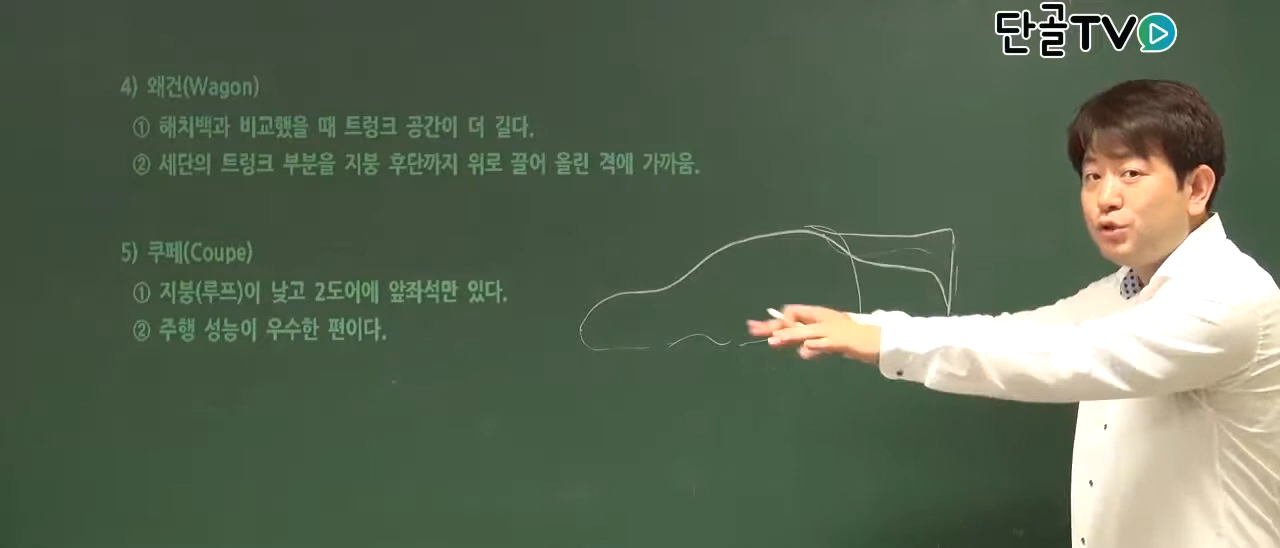 단골TV
4) 왜건(Wagon)
① 해치백과 비교했을 때 트렁크 공간이 더 길다.
② 세단의 트렁크 부분을 지붕 후단까지 위로 끌어 올린 격에 가까움.
5) 쿠페(Coupe)
① 지붕(루프)이 낮고 2도어에 앞좌석만 있다.
② 주행 성능이 우수한 편이다.